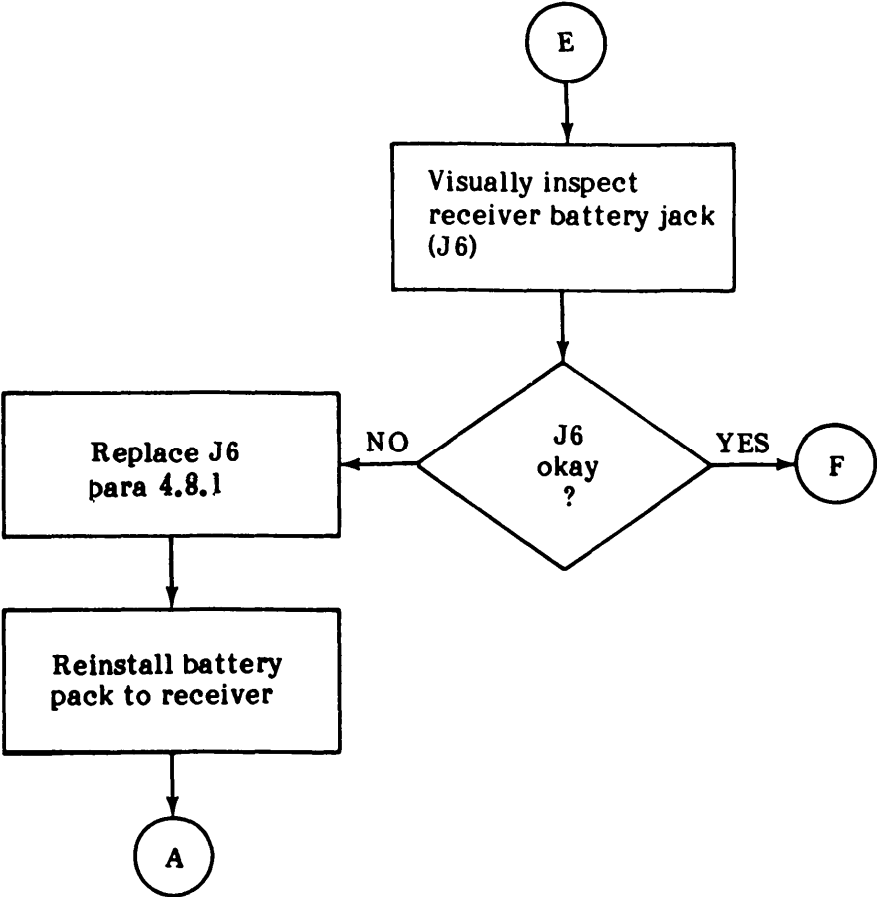 E
Visually inspect
receiver battery jack
(J6)
J6
okay
?
NO
YES
F
Replace J6
para 4.8.1
Reinstall battery
pack to receiver
A